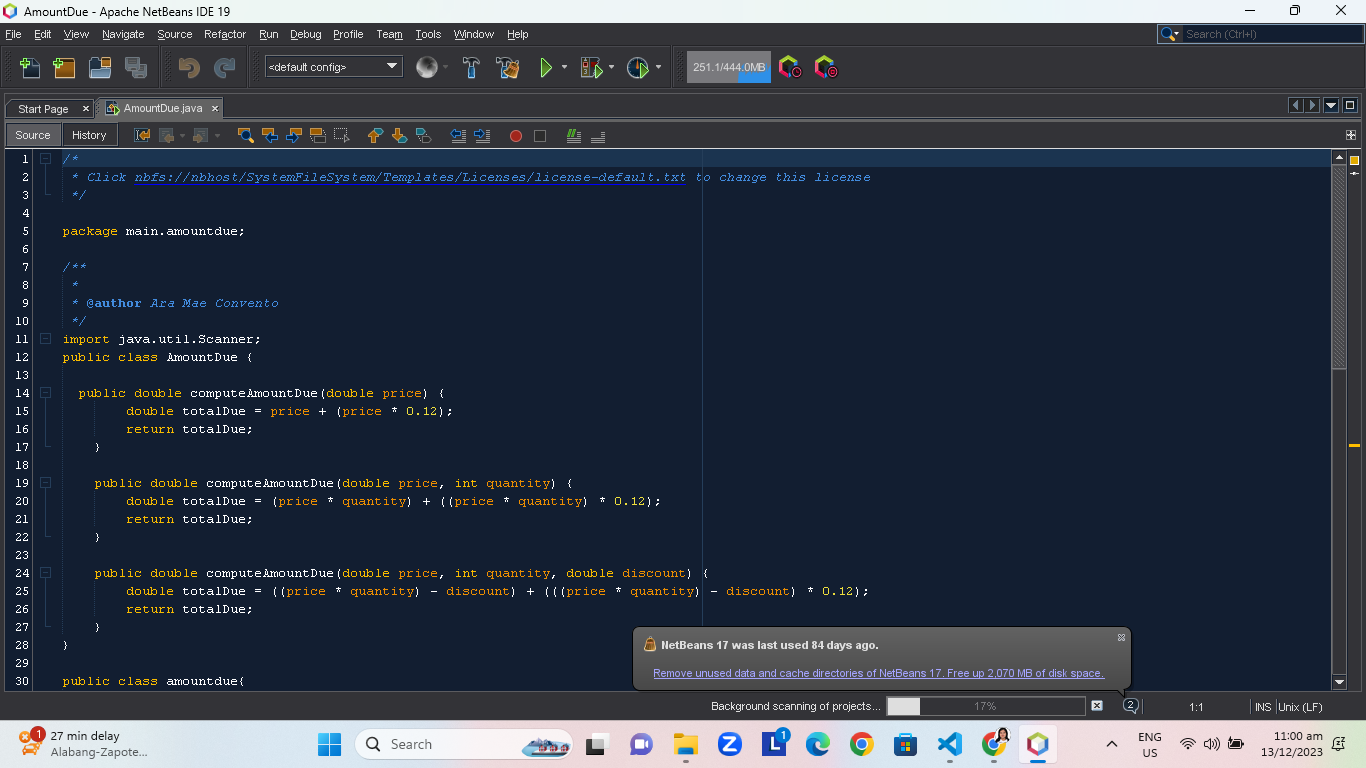 AmountDue - Apache NetBeans IDE 19
File Edit View Navigate Source Refactor Run Debug Profile Team Tools Window Help
Search (Ctrl+I)
<default config>
251.1/444.0MB
Start Page
AmountDue.java
Source History
1 /*
2 * Click nbfs://nbhost/SystemFileSystem/Templates/Licenses/license-default.txt to change this license
3 */
4
5 package main.amountdue;
6
7 /**
8 *
9 * @author Ara Mae Convento
10 */
11 import java.util.Scanner;
12 public class AmountDue {
13
14 public double computeAmountDue(double price) {
15 double totalDue = price + (price * 0.12);
16 return totalDue;
17 }
18
19 public double computeAmountDue(double price, int quantity) {
20 double totalDue = (price * quantity) + ((price * quantity) * 0.12);
21 return totalDue;
22 }
23
24 public double computeAmountDue(double price, int quantity, double discount) {
25 double totalDue = ((price * quantity) - discount) + (((price * quantity) - discount) * 0.12);
26 return totalDue;
27 }
28 }
29
30 public class amountdue{
NetBeans 17 was last used 84 days ago.
Remove unused data and cache directories of NetBeans 17. Free up 2,070 MB of disk space.
Background scanning of projects... 17% 2 1:1 INS Unix (LF)
1
27 min delay
Alabang-Zapote...
Search
L
1
ENG
US
11:00 am
13/12/2023